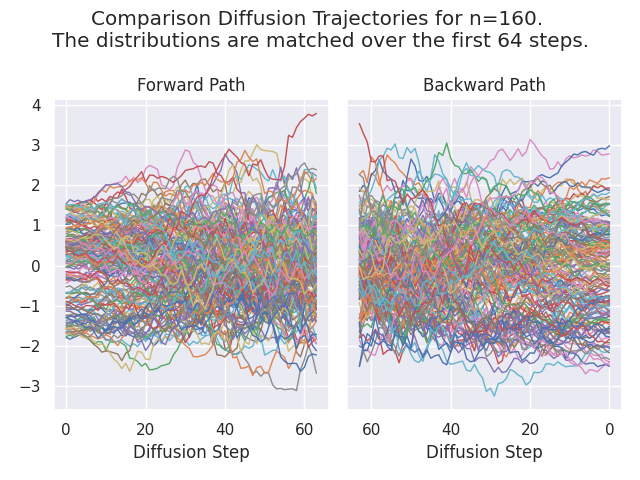 Comparison Diffusion Trajectories for n=160.
The distributions are matched over the first 64 steps.
Forward Path
Backward Path
4
3
2
1
0
−1
−2
−3
0 20 40 60
60 40 20 0
Diffusion Step
Diffusion Step